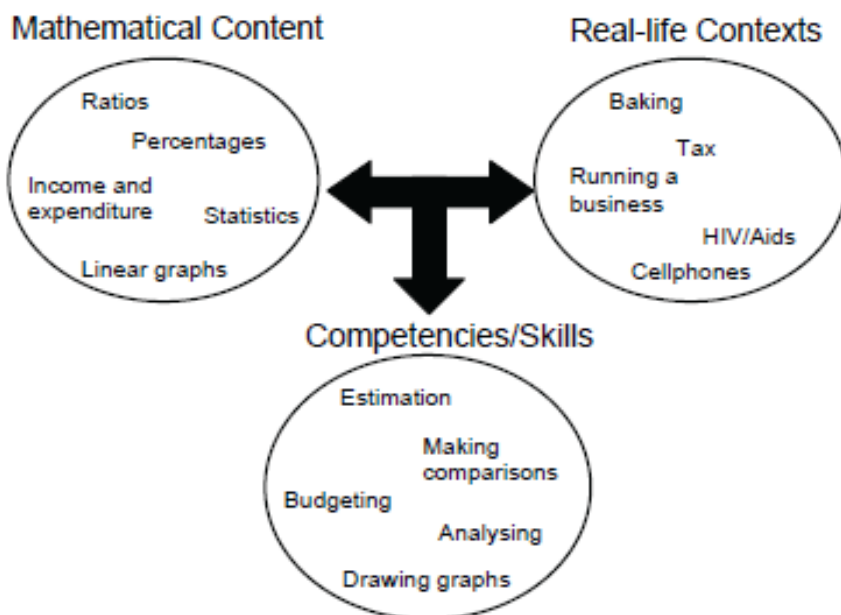 Mathematical Content
Ratios
Percentages
Income and
expenditure
Statistics
Linear graphs
Real-life Contexts
Baking
Tax
Running a
business
HIV/Aids
Cellphones
Competencies/Skills
Estimation
Making
comparisons
Budgeting
Analysing
Drawing graphs